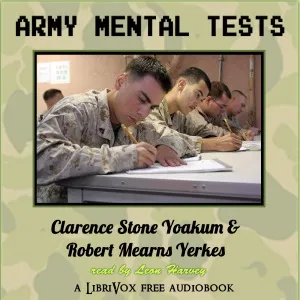 ARMY MENTAL TESTS
Clarence Stone Yoakum &
Robert Mearns Yerkes
read by Leon Harvey
A LIBRIVOX FREE AUDIOBOOK